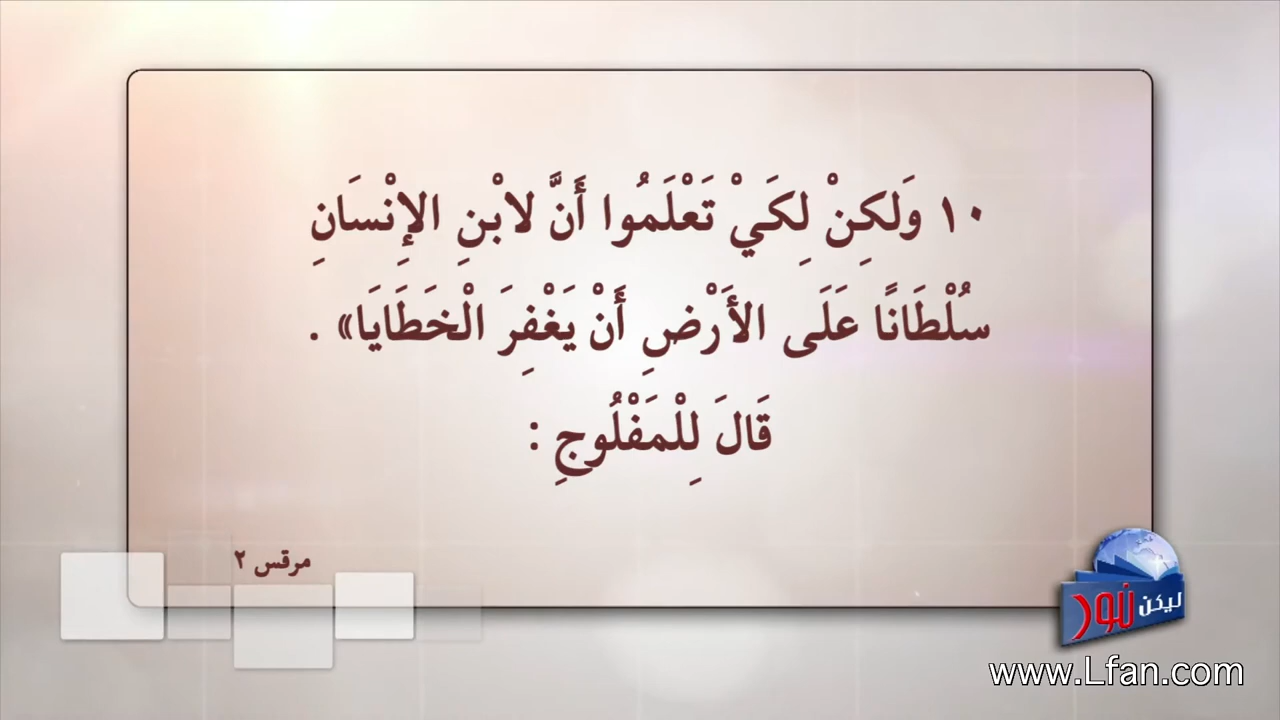 ١٠ وَلكِنْ لِكَيْ تَعْلَمُوا أَنَّ لابْنِ الإِنْسَانِ
سُلْطَانًا عَلَى الأَرْضِ أَنْ يَغْفِرَ الْخَطَايَا» .
قَالَ لِلْمَفْلُوجِ :
مرقس ٢
ليكن نور
www.Lfan.com